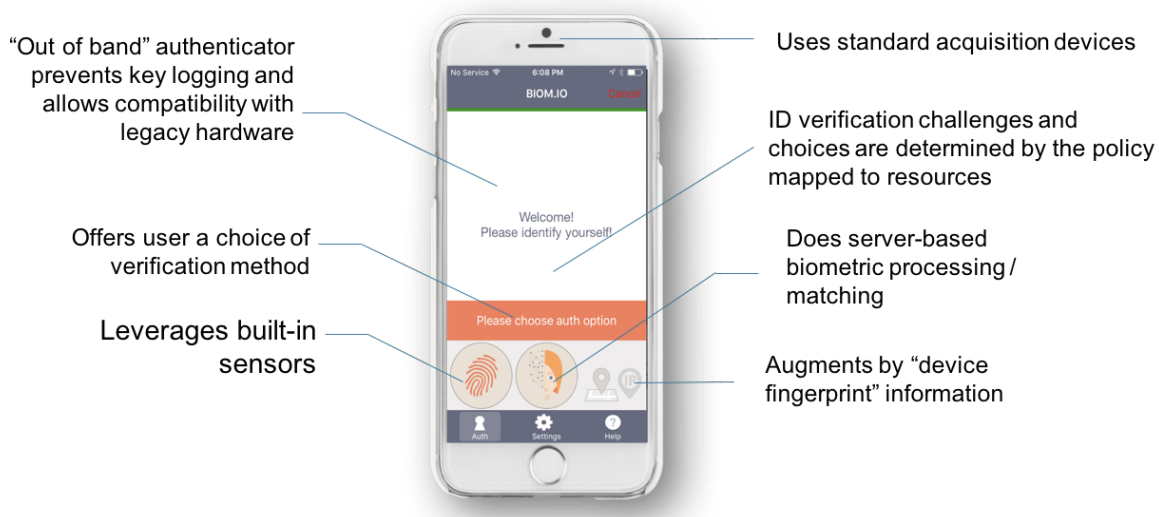 “Out of band” authenticator
prevents key logging and
allows compatibility with
legacy hardware
Offers user a choice of
verification method
Leverages built-in
sensors
No Service 6:08 PM
BIOM.IO Cancel
Welcome!
Please identify yourself!
Please choose auth option
IP
Auth Settings Help
Uses standard acquisition devices
ID verification challenges and
choices are determined by the policy
mapped to resources
Does server-based
biometric processing /
matching
Augments by “device
fingerprint” information